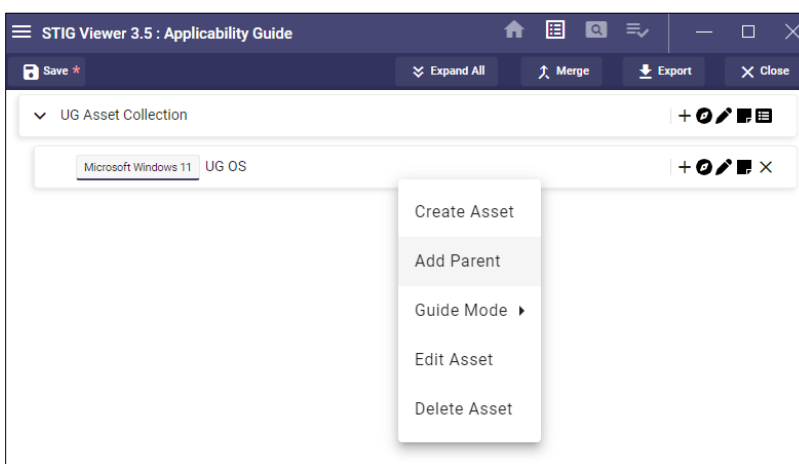 STIG Viewer 3.5 : Applicability Guide
Save * Expand All Merge Export Close
UG Asset Collection
Microsoft Windows 11 UG OS
Create Asset
Add Parent
Guide Mode
Edit Asset
Delete Asset